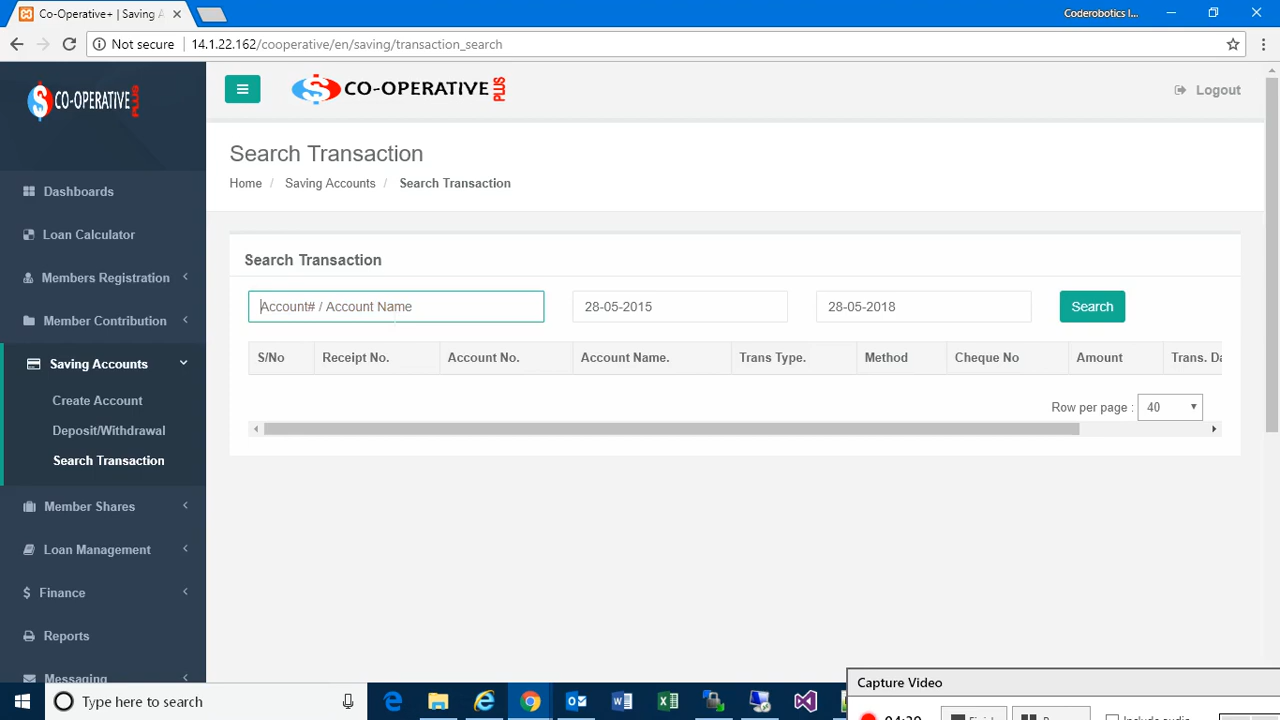 Co-Operative+ | Saving A
Coderobotics I...
Not secure
14.1.22.162/cooperative/en/saving/transaction_search
CO-OPERATIVE PLUS
CO-OPERATIVE PLUS
Logout
Search Transaction
Home / Saving Accounts / Search Transaction
Dashboards
Loan Calculator
Members Registration
Member Contribution
Saving Accounts
Create Account
Deposit/Withdrawal
Search Transaction
Member Shares
Loan Management
$ Finance
Reports
Messaging
Search Transaction
Account# / Account Name
28-05-2015
28-05-2018
Search
S/No Receipt No. Account No. Account Name. Trans Type. Method Cheque No Amount Trans. Da
Row per page : 40
Type here to search
Capture Video
Include audio